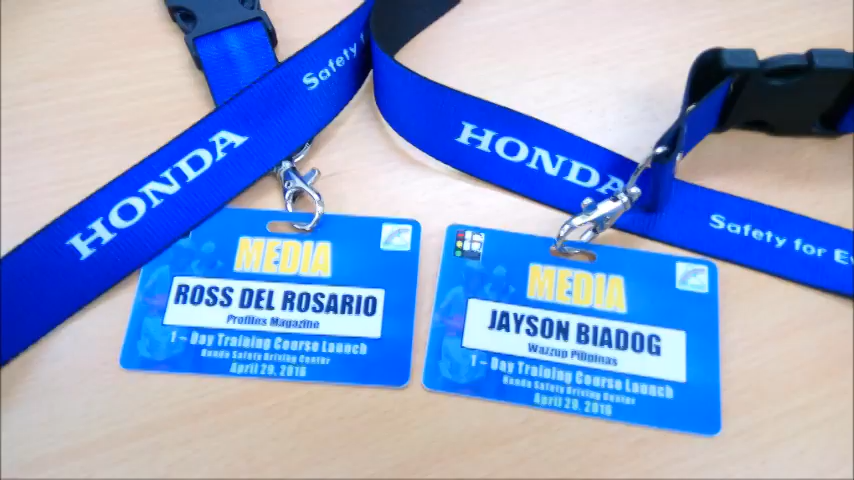 HONDA
Safety
HONDA
Safety for Ev
MEDIA
ROSS DEL ROSARIO
Profiles Magazine
1 - Day Training Course Launch
Honda Safety Driving Center
April 29, 2016
MEDIA
JAYSON BIADOG
Wazzup Pilipinas
1 - Day Training Course Launch
Honda Safety Driving Center
April 29, 2016